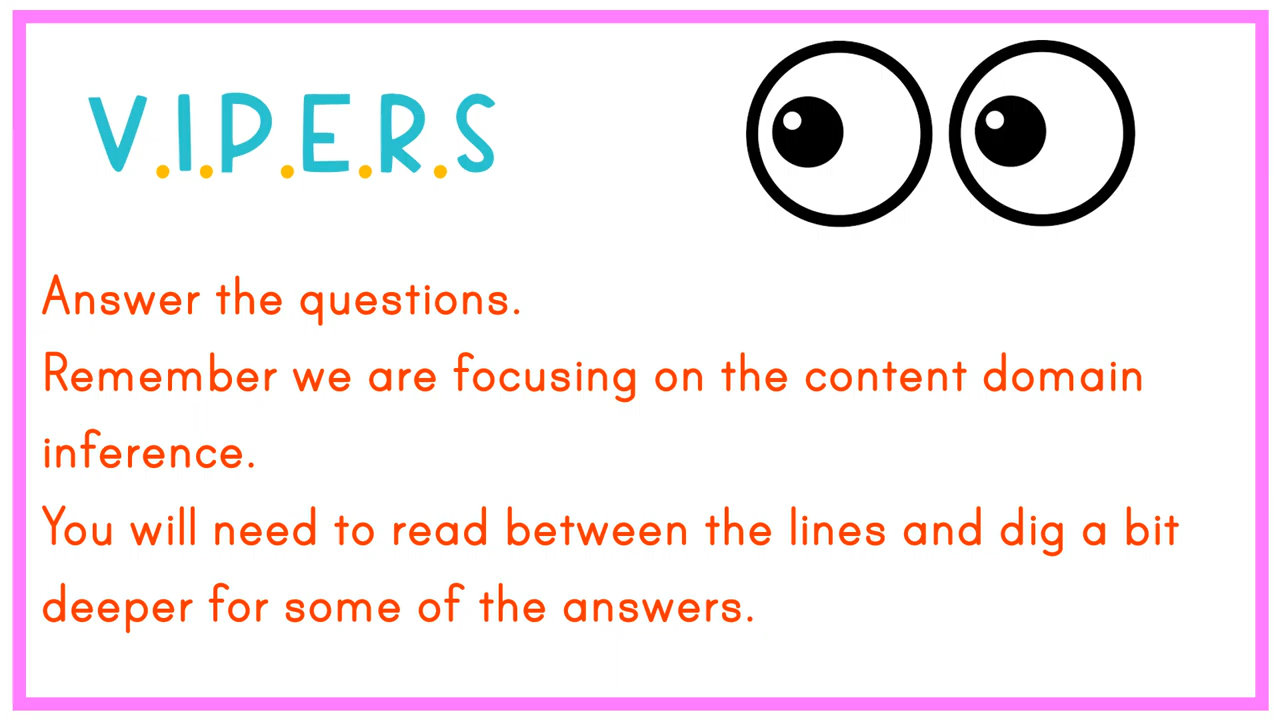 V.I.P.E.R.S
Answer the questions.
Remember we are focusing on the content domain
inference.
You will need to read between the lines and dig a bit
deeper for some of the answers.